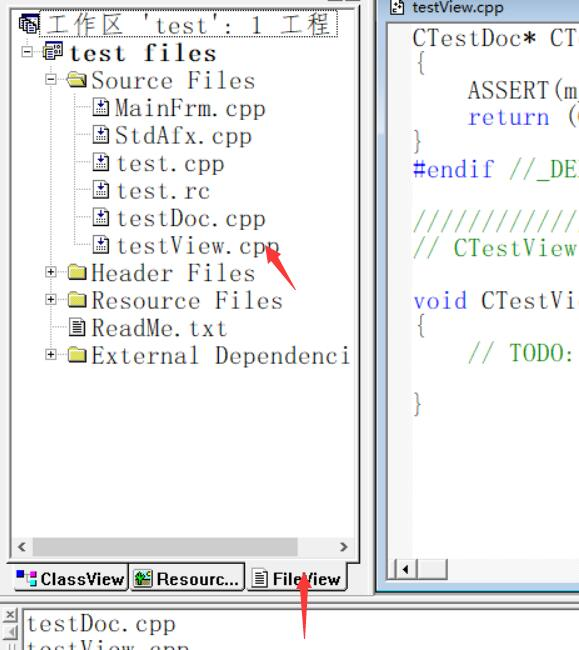 工作区 'test': 1 工程
test files
Source Files
MainFrm.cpp
StdAfx.cpp
test.cpp
test.rc
testDoc.cpp
testView.cpp
Header Files
Resource Files
ReadMe.txt
External Dependenci
ClassView Resourc... FileView
testView.cpp
CTestDoc* CT
{
ASSERT(m
return (
}
#endif //_DE
////////////
// CTestView
void CTestVi
{
// TODO:
}
testDoc.cpp
testView.cpp